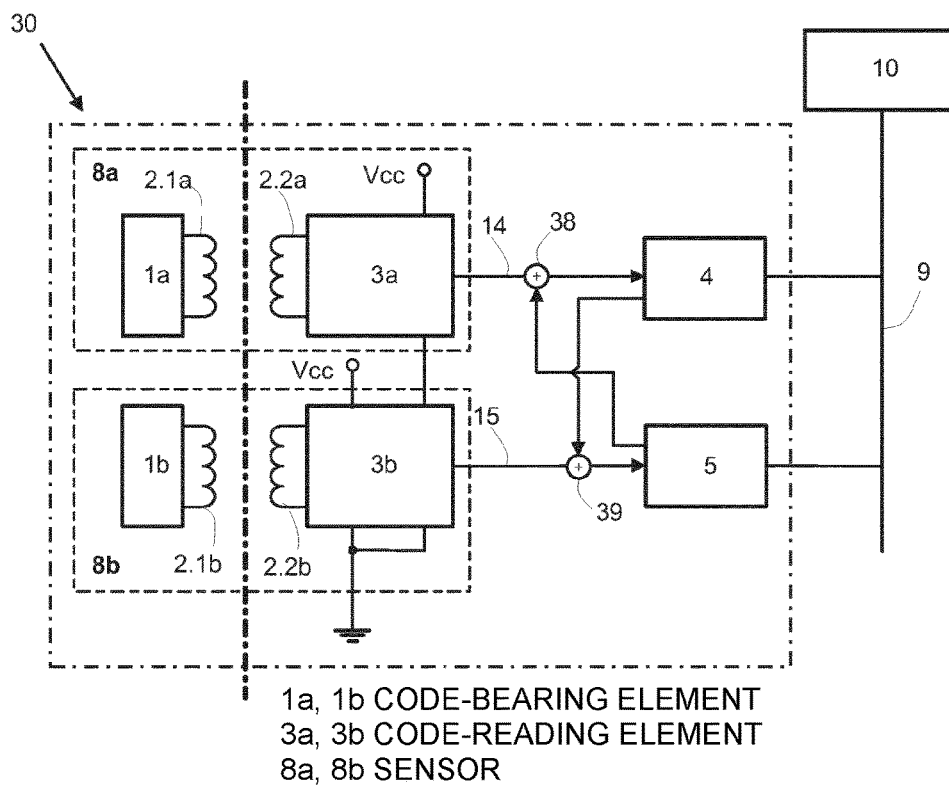 30
10
8a
2.1a
2.2a
Vcc
14
38
1a
3a
4
9
Vcc
15
1b
3b
5
39
8b
2.1b
2.2b
1a, 1b CODE-BEARING ELEMENT
3a, 3b CODE-READING ELEMENT
8a, 8b SENSOR